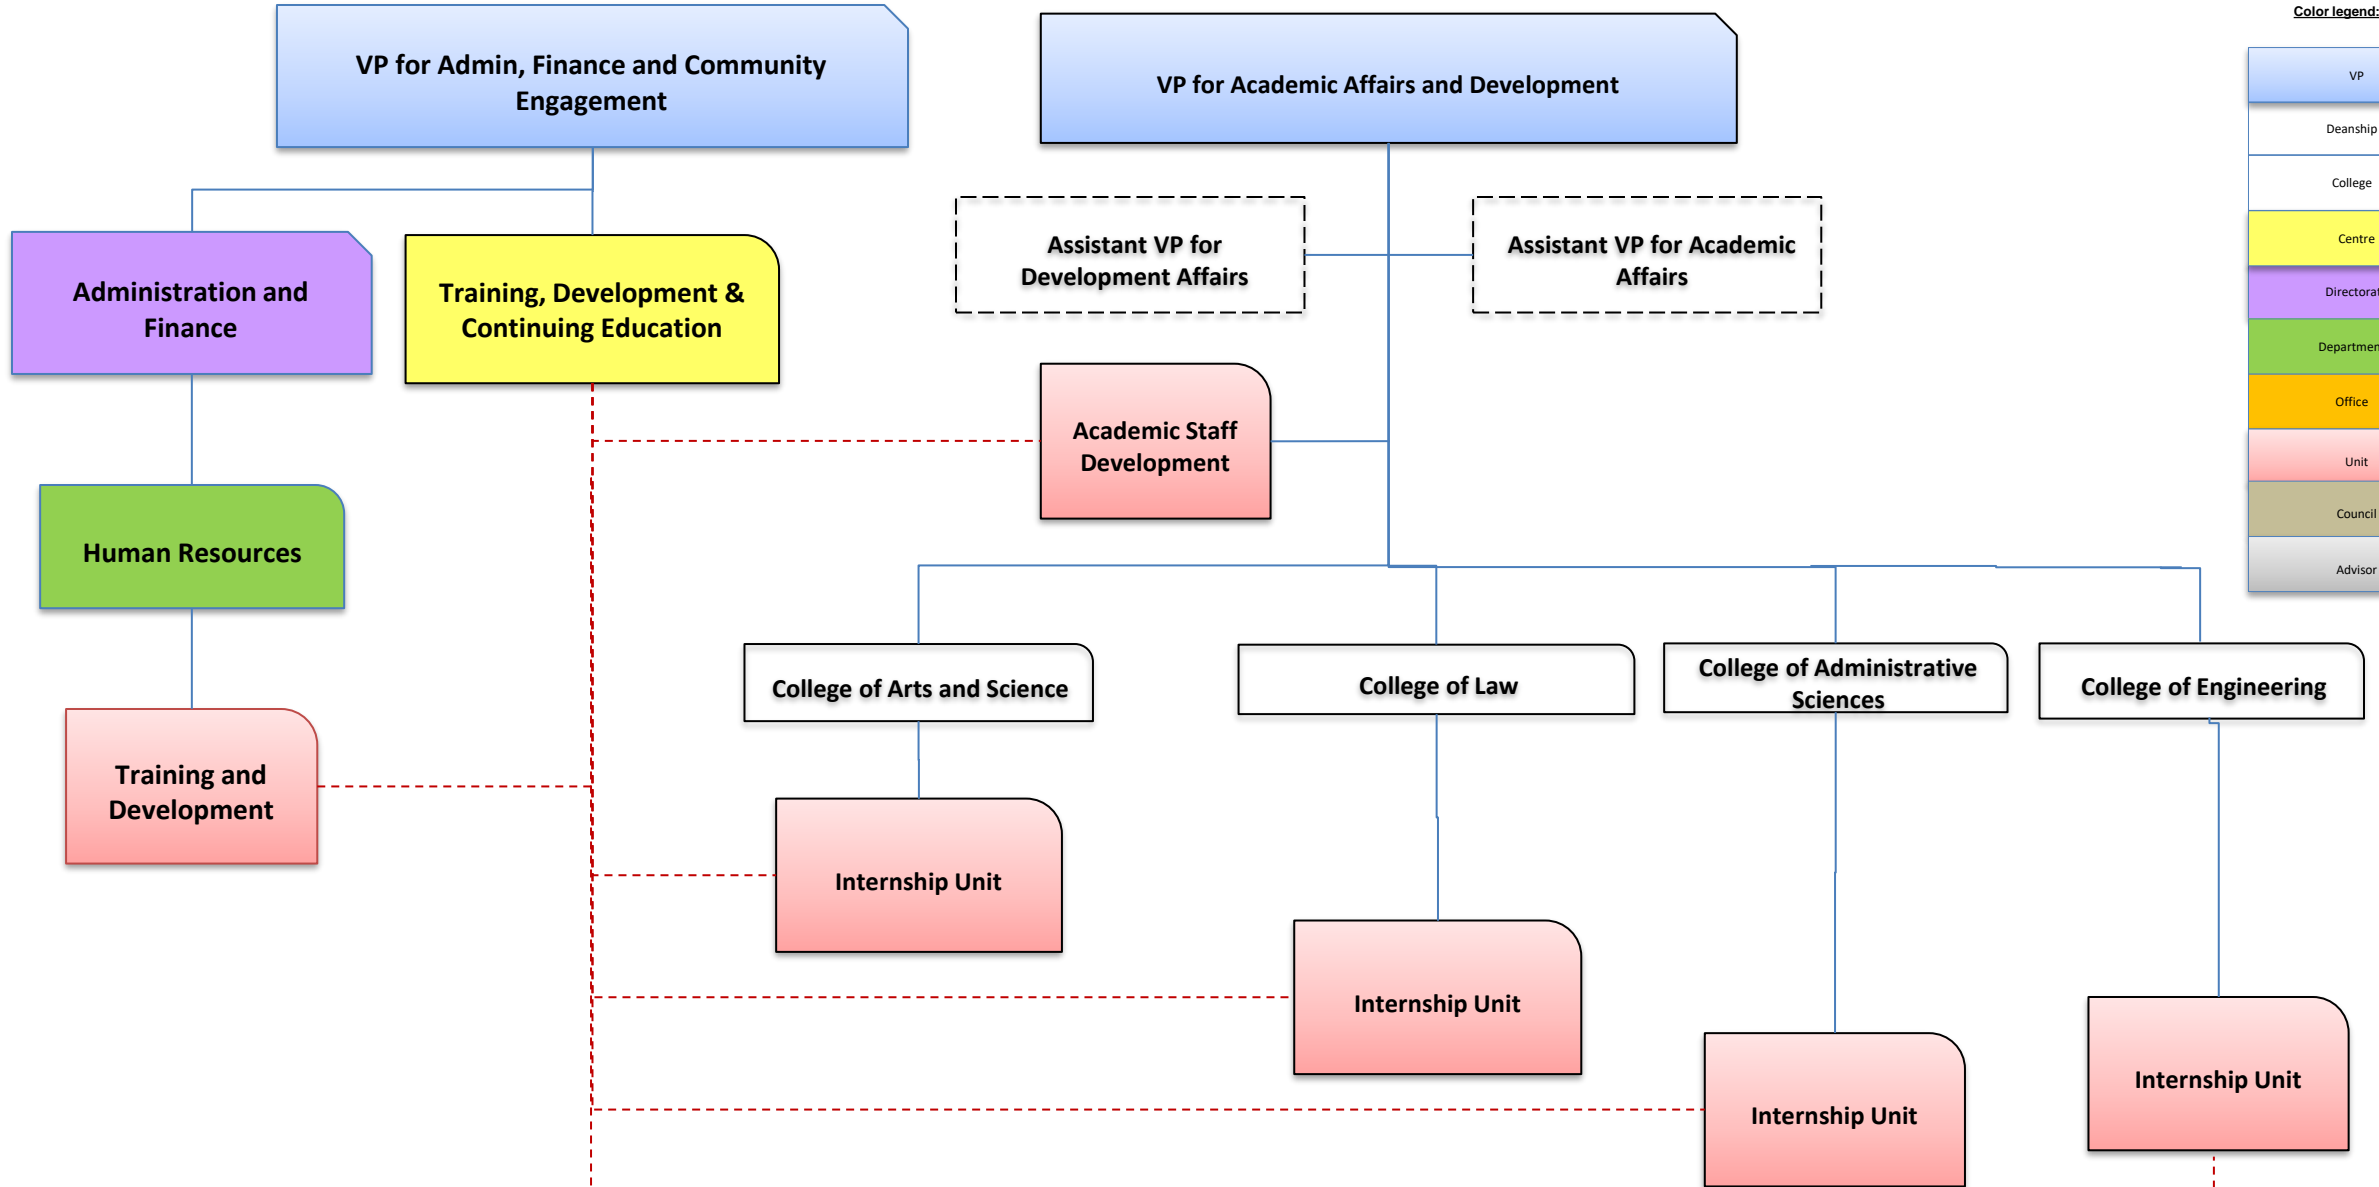 Color legend:
VP for Admin, Finance and Community
Engagement
VP for Academic Affairs and Development
VP
Deanship
College
Centre
Directorat
Departmen
Office
Unit
Council
Advisor
Assistant VP for
Development Affairs
Assistant VP for Academic
Affairs
Administration and
Finance
Training, Development &
Continuing Education
Academic Staff
Development
Human Resources
College of Arts and Science
College of Law
College of Administrative
Sciences
College of Engineering
Training and
Development
Internship Unit
Internship Unit
Internship Unit
Internship Unit